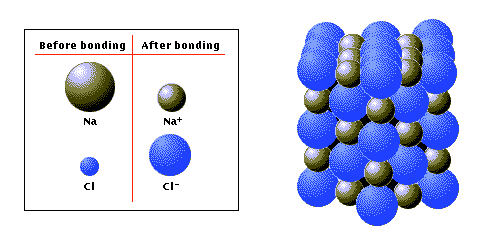 Before bonding After bonding
Na Na⁺
Cl Cl⁻